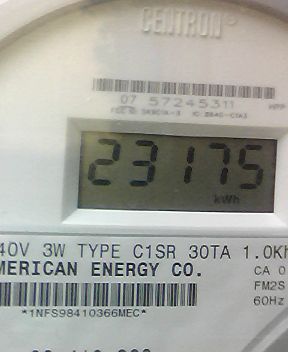 CENTRON
07 57245311
23175
kWh
40V 3W TYPE C1SR 30TA 1.0Kh
MERICAN ENERGY CO.
CA 0
FM2S
60Hz
*1NFS98410366MEC*